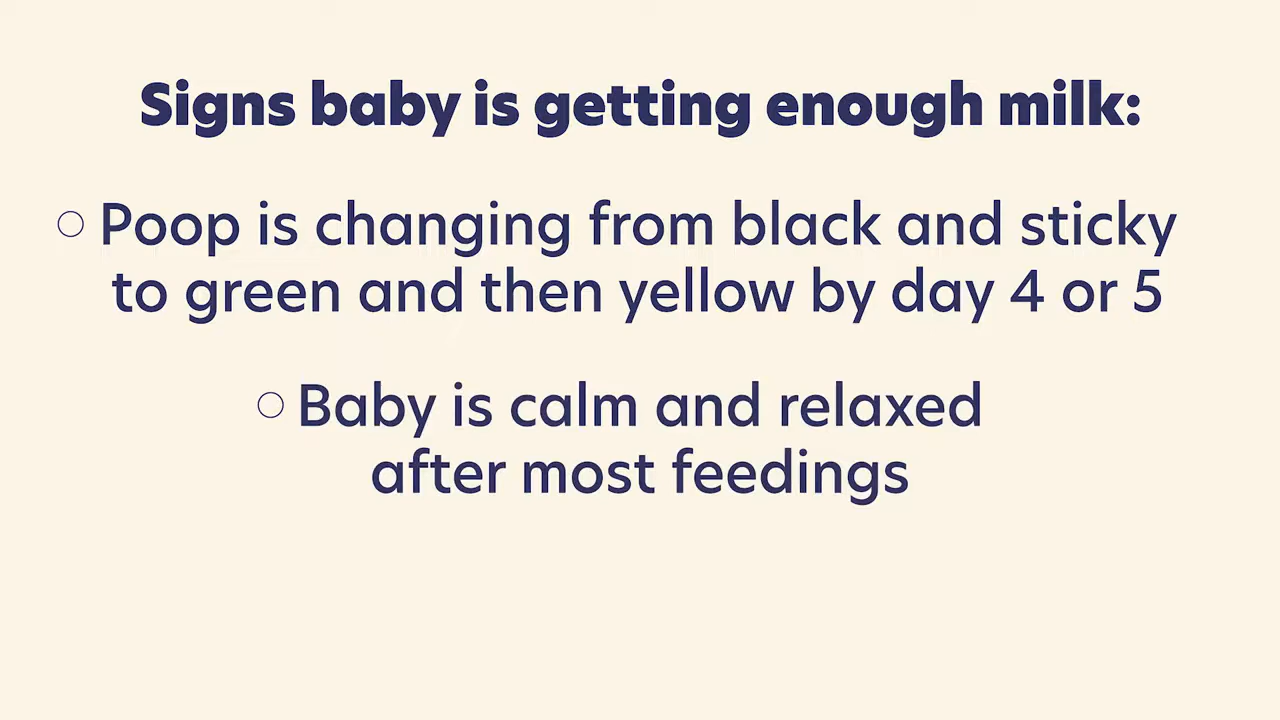 Signs baby is getting enough milk:
○ Poop is changing from black and sticky
to green and then yellow by day 4 or 5
○ Baby is calm and relaxed
after most feedings